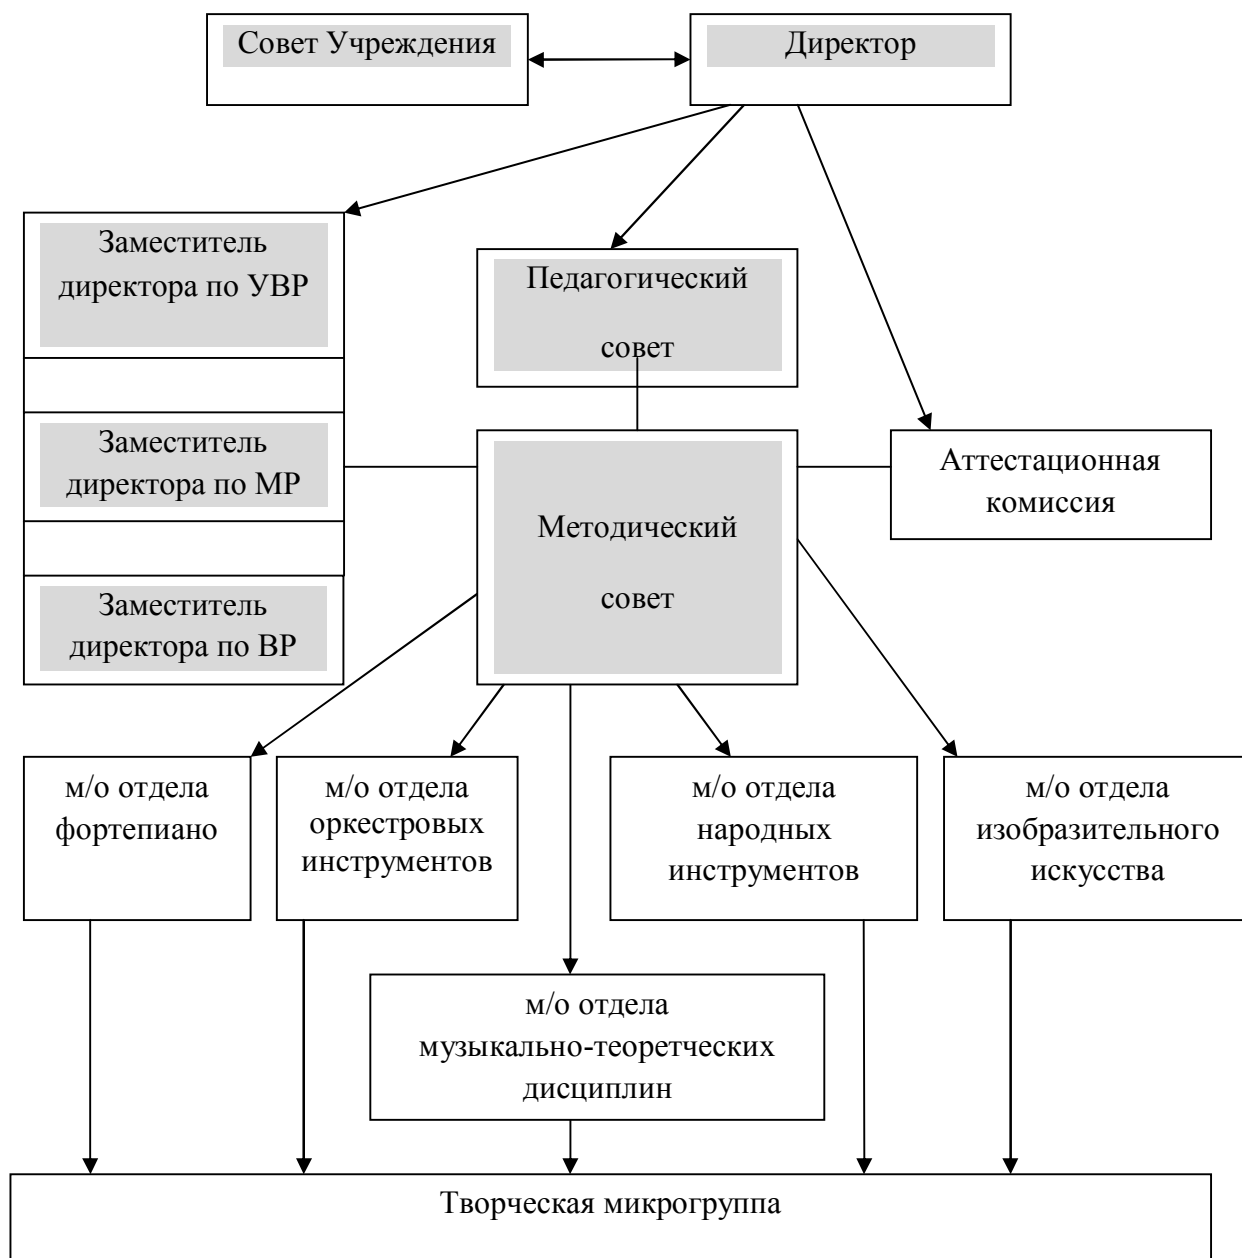 Совет Учреждения
Директор
Заместитель
директора по УВР
Педагогический
совет
Заместитель
директора по МР
Методический
совет
Аттестационная
комиссия
Заместитель
директора по ВР
м/о отдела
фортепиано
м/о отдела
оркестровых
инструментов
м/о отдела
народных
инструментов
м/о отдела
изобразительного
искусства
м/о отдела
музыкально-теоретческих
дисциплин
Творческая микрогруппа